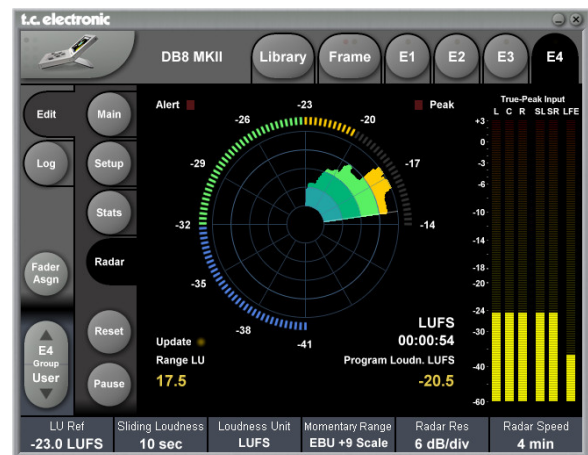 t.c. electronic
DB8 MKII
Library
Frame
E1
E2
E3
E4
Edit
Log
Fader
Asgn
E4
Group
User
Main
Setup
Stats
Radar
Reset
Pause
Alert
Peak
-23
-26
-20
-29
-17
-32
-14
-35
-38
-41
Update
Range LU
17.5
LUFS
00:00:54
Program Loudn. LUFS
-20.5
True-Peak Input
L C R SL SR LFE
+3
0
-3
-6
-10
-14
-18
-20
-24
-30
-40
-60
LU Ref
-23.0 LUFS
Sliding Loudness
10 sec
Loudness Unit
LUFS
Momentary Range
EBU +9 Scale
Radar Res
6 dB/div
Radar Speed
4 min